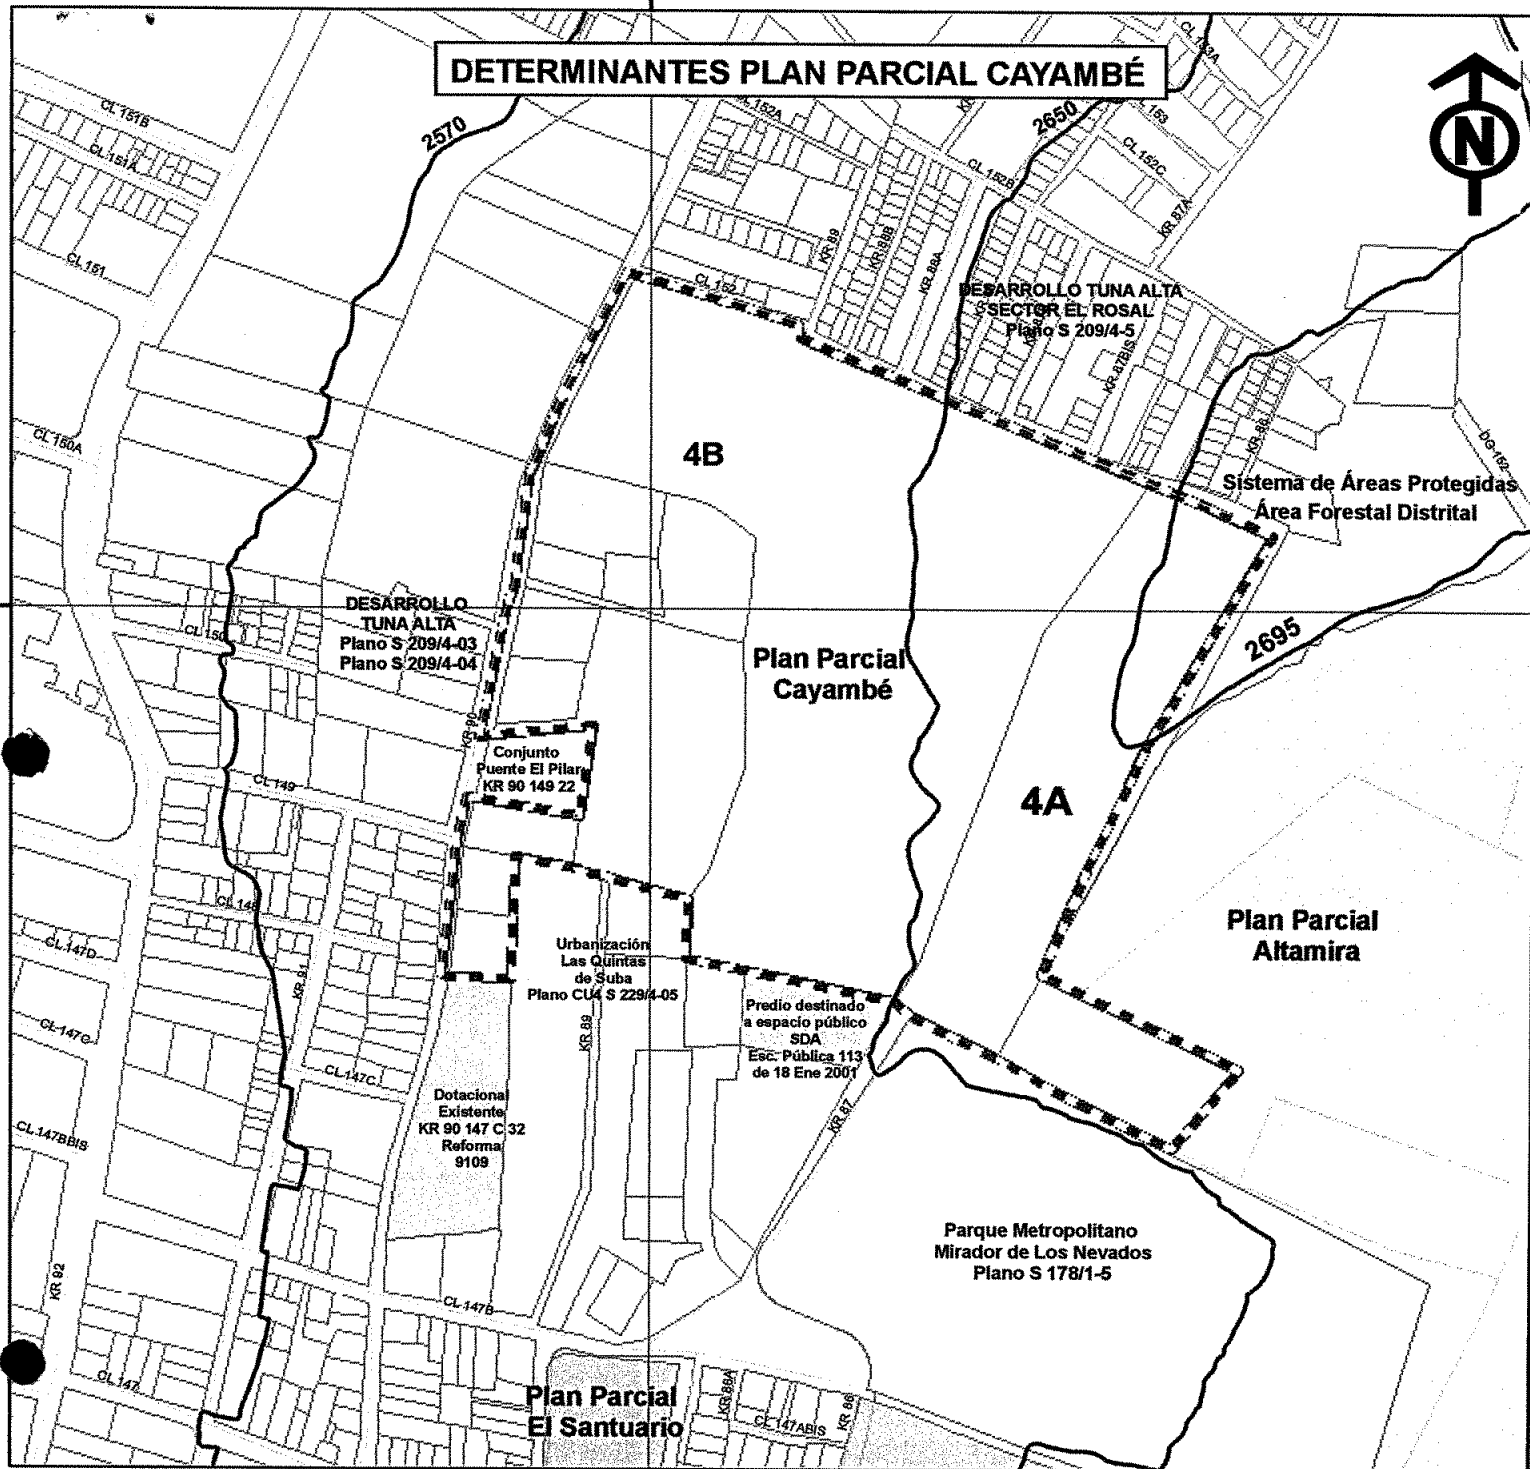 DETERMINANTES PLAN PARCIAL CAYAMBÉ
N
CL 153A
CL 151B
2570
CL 152A
2650
CL 153
CL 151A
CL 152C
CL 152B
KR 87A
CL 151
KR 89
KR 88B
KR 88A
CL 152
DESARROLLO TUNA ALTA
SECTOR EL ROSAL
Plano S 209/4-5
KR 87BIS
CL 150A
KR 86
DG 152
4B
Sistema de Áreas Protegidas
Área Forestal Distrital
DESARROLLO
TUNA ALTA
Plano S 209/4-03
Plano S 209/4-04
CL 150
2695
Plan Parcial
Cayambé
KR 90
Conjunto
Puente El Pilar
KR 90 149 22
CL 149
4A
CL 148
Plan Parcial
Altamira
CL 147D
Urbanización
Las Quintas
de Suba
Plano CU4 S 229/4-05
KR 91
Predio destinado
a espacio público
SDA
Esc. Pública 113
de 18 Ene 2001
CL 147C
KR 89
CL 147C
Dotacional
Existente
KR 90 147 C 32
Reforma
9109
KR 87
CL 147BBIS
Parque Metropolitano
Mirador de Los Nevados
Plano S 178/1-5
KR 92
CL 147B
CL 147
Plan Parcial
El Santuario
KR 88A
CL 147ABIS
KR 86